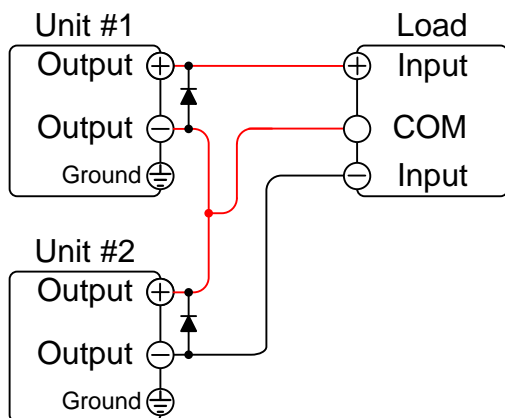 Unit #1
Output
Output
Ground
Load
Input
COM
Input
Unit #2
Output
Output
Ground